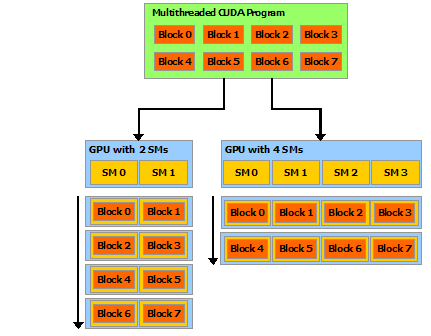 Multithreaded CUDA Program
Block 0 Block 1 Block 2 Block 3
Block 4 Block 5 Block 6 Block 7
GPU with 2 SMs
SM 0 SM 1
Block 0 Block 1
Block 2 Block 3
Block 4 Block 5
Block 6 Block 7
GPU with 4 SMs
SM 0 SM 1 SM 2 SM 3
Block 0 Block 1 Block 2 Block 3
Block 4 Block 5 Block 6 Block 7